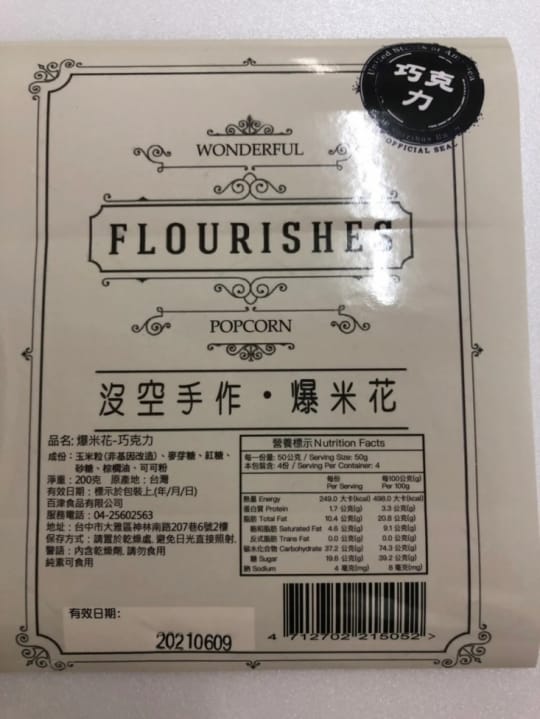 巧克
力
OFFICIAL SEAL
WONDERFUL
FLOURISHES
POPCORN
沒空手作・爆米花
品名: 爆米花-巧克力
成份：玉米粒(非基因改造)、麥芽糖、紅糖、
砂糖、棕櫚油、可可粉
淨重：200克 原產地：台灣
有效日期：標示於包裝上.(年/月/日)
百津食品有限公司
服務電話：04-25602563
地址：台中市大雅區神林南路207巷6號2樓
保存方式：請置於乾燥處, 避免日光直接照射.
警語：內含乾燥劑, 請勿食用
純素可食用
營養標示 Nutrition Facts
每一份量: 50公克 / Serving Size: 50g
本包裝含: 4份 / Serving Per Container: 4
每份 每100公克(g)
Per Serving Per 100g
熱量 Energy 249.0 大卡(kcal) 498.0 大卡(kcal)
蛋白質 Protein 1.7 公克(g) 3.3 公克(g)
脂肪 Total Fat 10.4 公克(g) 20.8 公克(g)
飽和脂肪 Saturated Fat 4.6 公克(g) 9.1 公克(g)
反式脂肪 Trans Fat 0.0 公克(g) 0.0 公克(g)
碳水化合物 Carbohydrate 37.2 公克(g) 74.3 公克(g)
糖 Sugar 19.6 公克(g) 39.2 公克(g)
鈉 Sodium 4 毫克(mg) 8 毫克(mg)
有效日期:
20210609
4 712702 215052 >